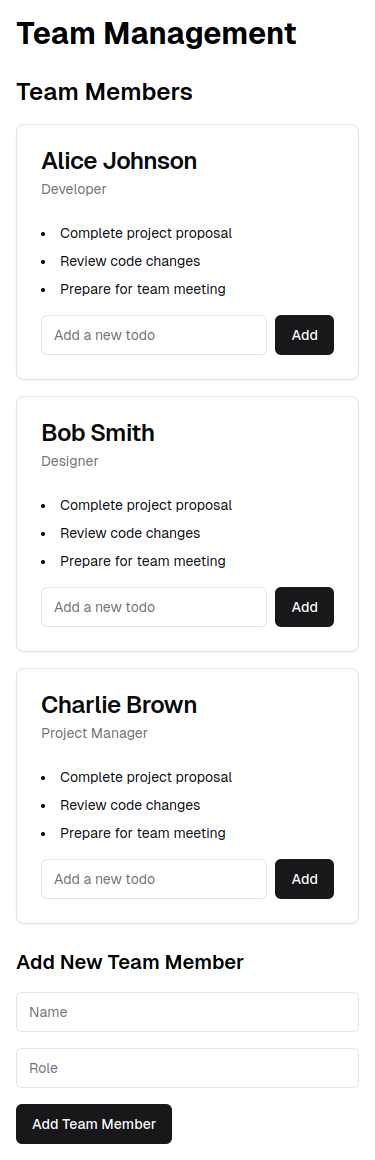 Team Management
Team Members
Alice Johnson
Developer
• Complete project proposal
• Review code changes
• Prepare for team meeting
Add a new todo
Add
Bob Smith
Designer
• Complete project proposal
• Review code changes
• Prepare for team meeting
Add a new todo
Add
Charlie Brown
Project Manager
• Complete project proposal
• Review code changes
• Prepare for team meeting
Add a new todo
Add
Add New Team Member
Name
Role
Add Team Member